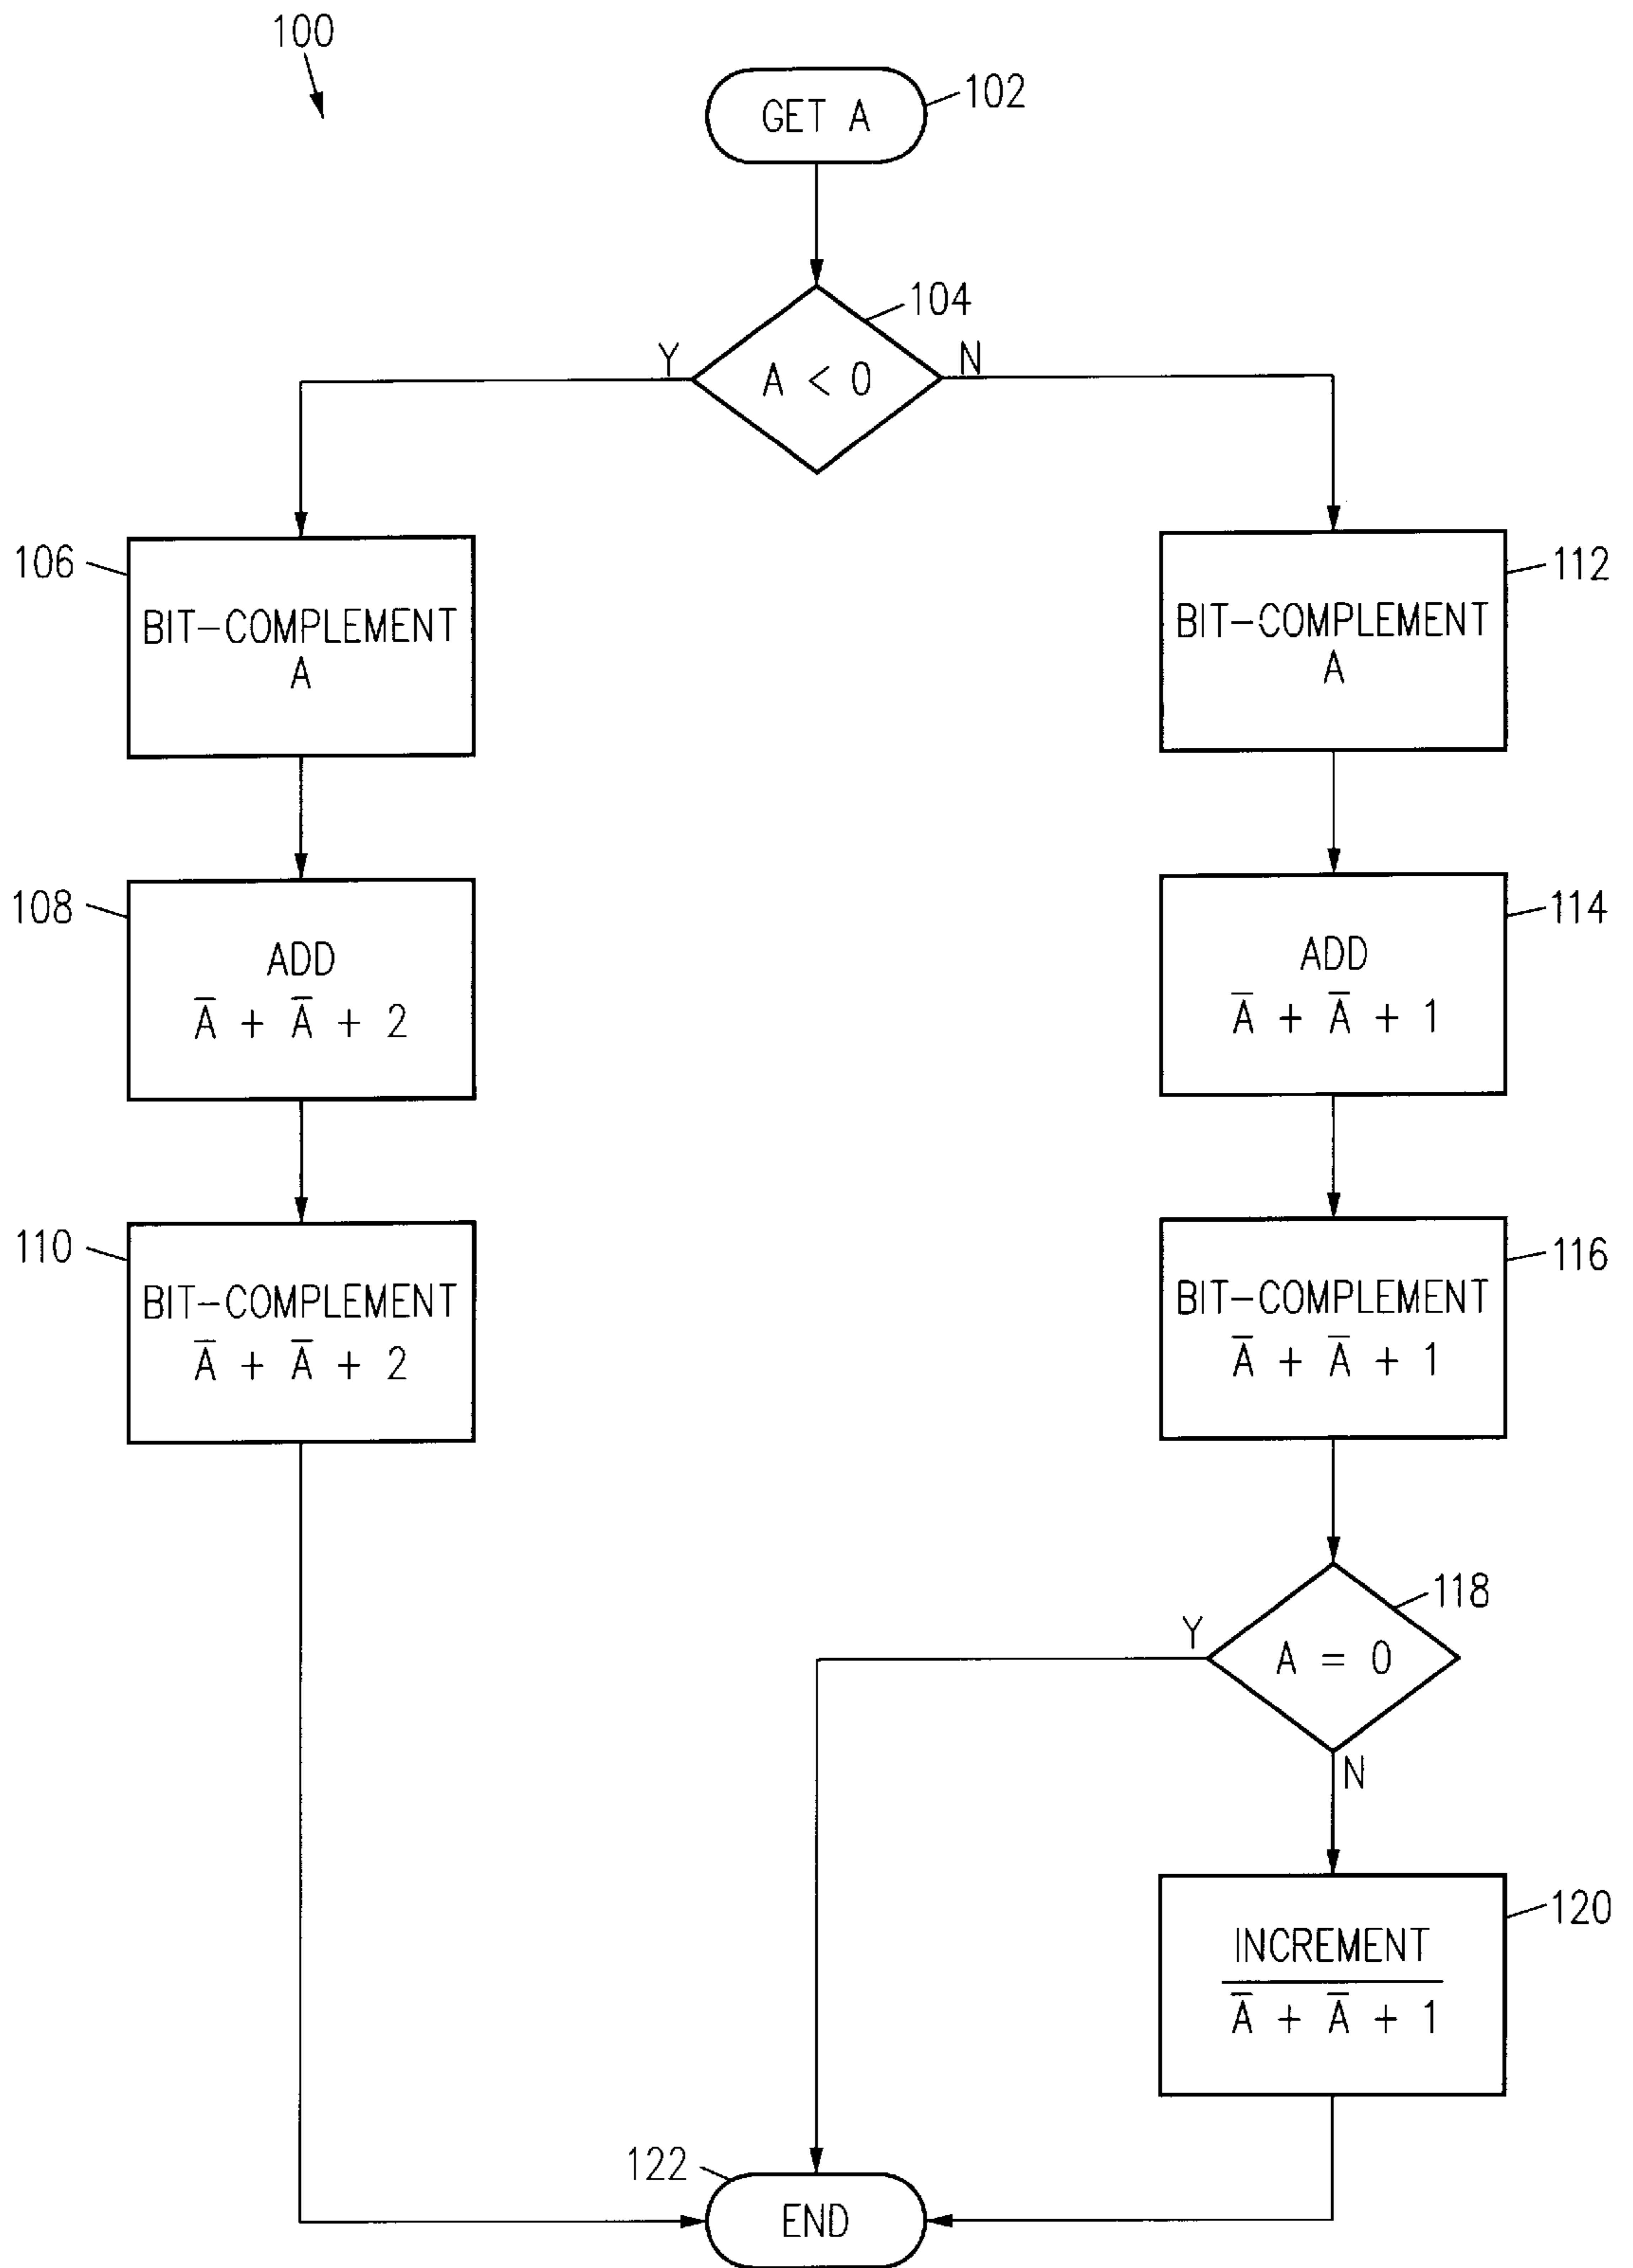 100
GET A
102
104
A < 0
Y
N
106
BIT-COMPLEMENT
A
112
BIT-COMPLEMENT
A
108
ADD
A̅ + A̅ + 2
114
ADD
A̅ + A̅ + 1
110
BIT-COMPLEMENT
A̅ + A̅ + 2
116
BIT-COMPLEMENT
A̅ + A̅ + 1
118
A = 0
Y
N
120
INCREMENT
A̅ + A̅ + 1
122
END